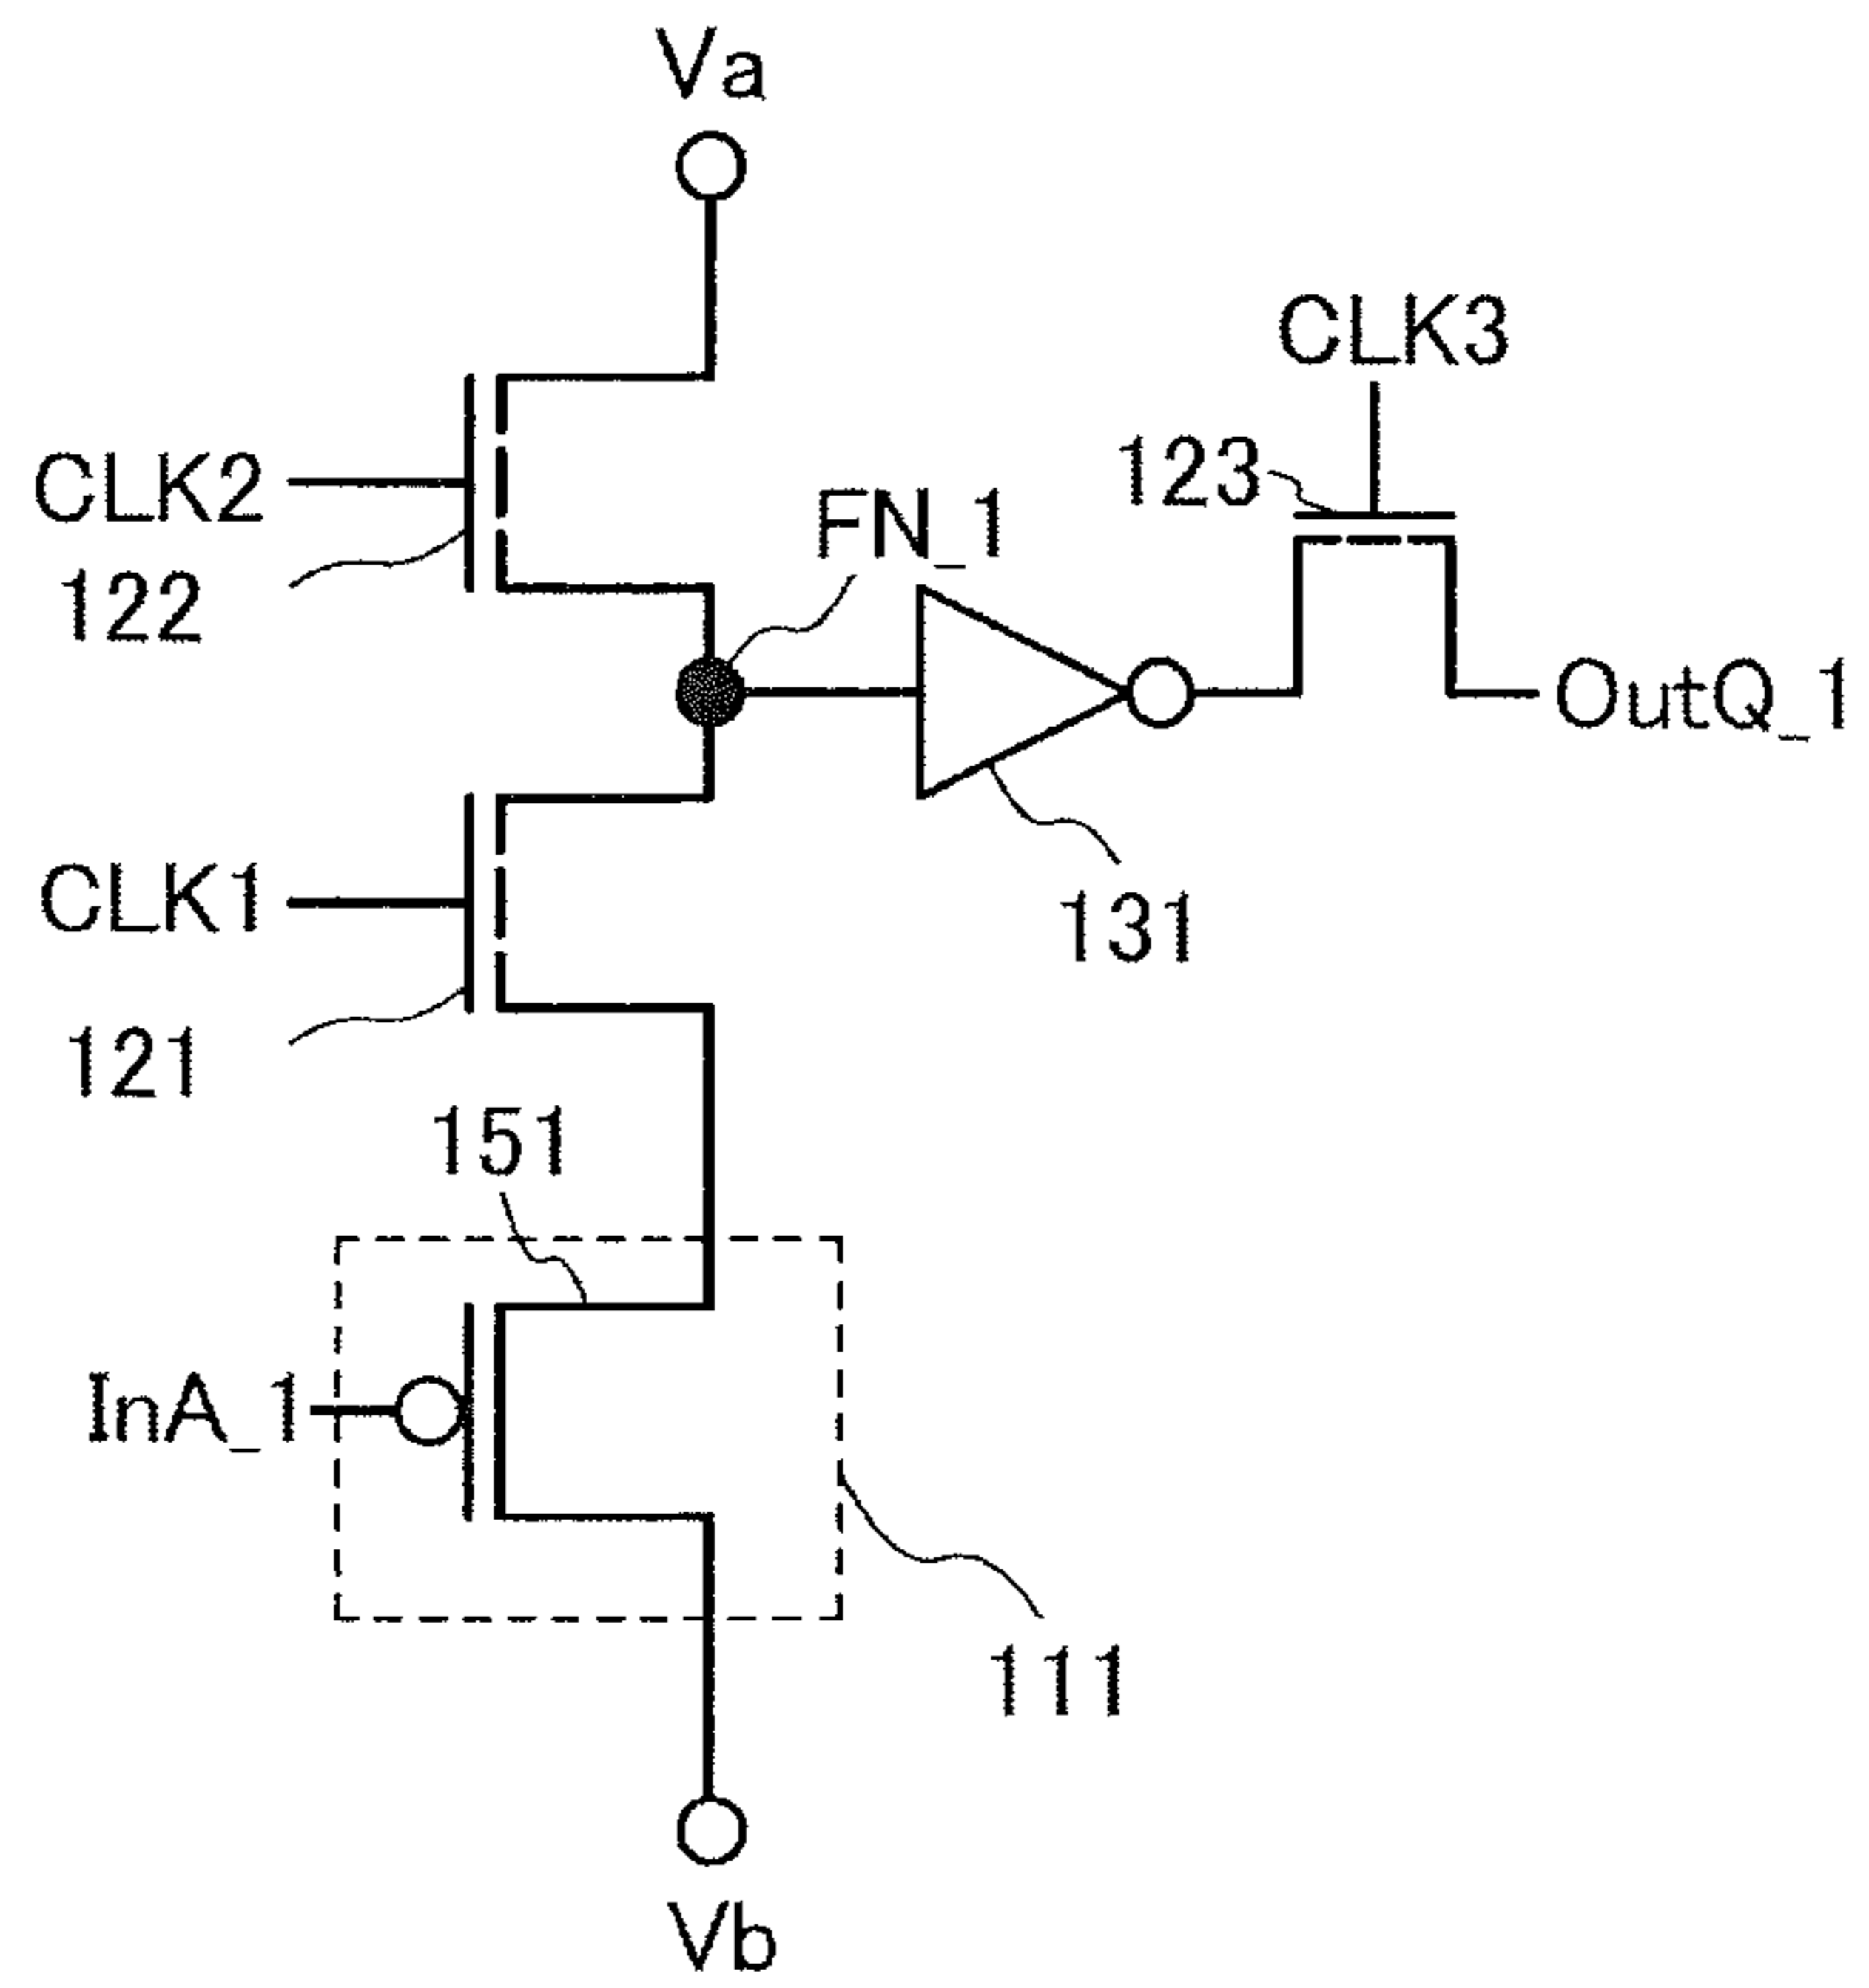 Va
CLK3
123
CLK2
FN_1
122
OutQ_1
CLK1
131
121
151
InA_1
111
Vb